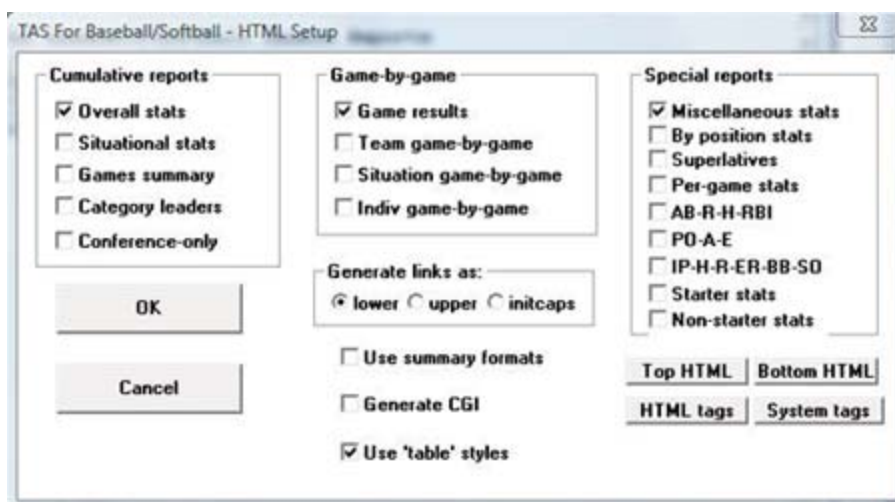 TAS For Baseball/Softball - HTML Setup
Cumulative reports
Overall stats
Situational stats
Games summary
Category leaders
Conference-only
OK
Cancel
Game-by-game
Game results
Team game-by-game
Situation game-by-game
Indiv game-by-game
Generate links as:
lower upper initcaps
Use summary formats
Generate CGI
Use 'table' styles
Special reports
Miscellaneous stats
By position stats
Superlatives
Per-game stats
AB-R-H-RBI
PO-A-E
IP-H-R-ER-BB-SO
Starter stats
Non-starter stats
Top HTML Bottom HTML
HTML tags System tags